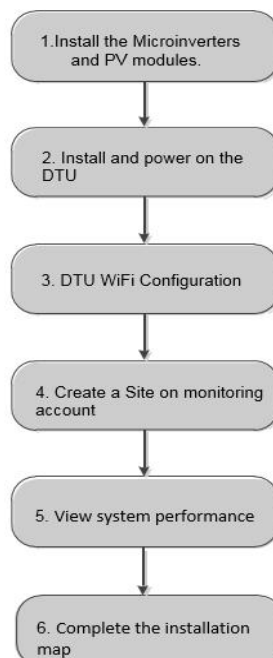 1.Install the Microinverters
and PV modules.
2. Install and power on the
DTU
3. DTU WiFi Configuration
4. Create a Site on monitoring
account
5. View system performance
6. Complete the installation
map